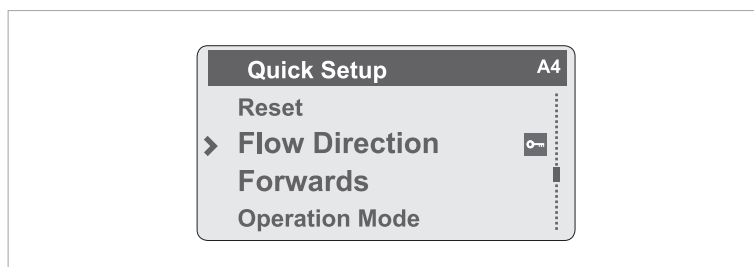 Quick Setup A4
Reset
Flow Direction
Forwards
Operation Mode